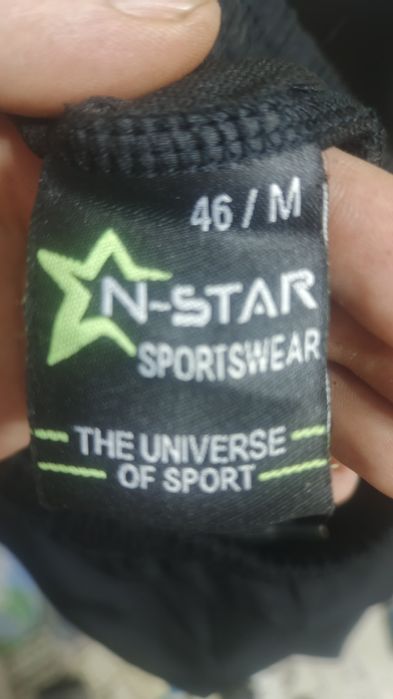 46 / M
N-STAR
SPORTSWEAR
THE UNIVERSE
OF SPORT